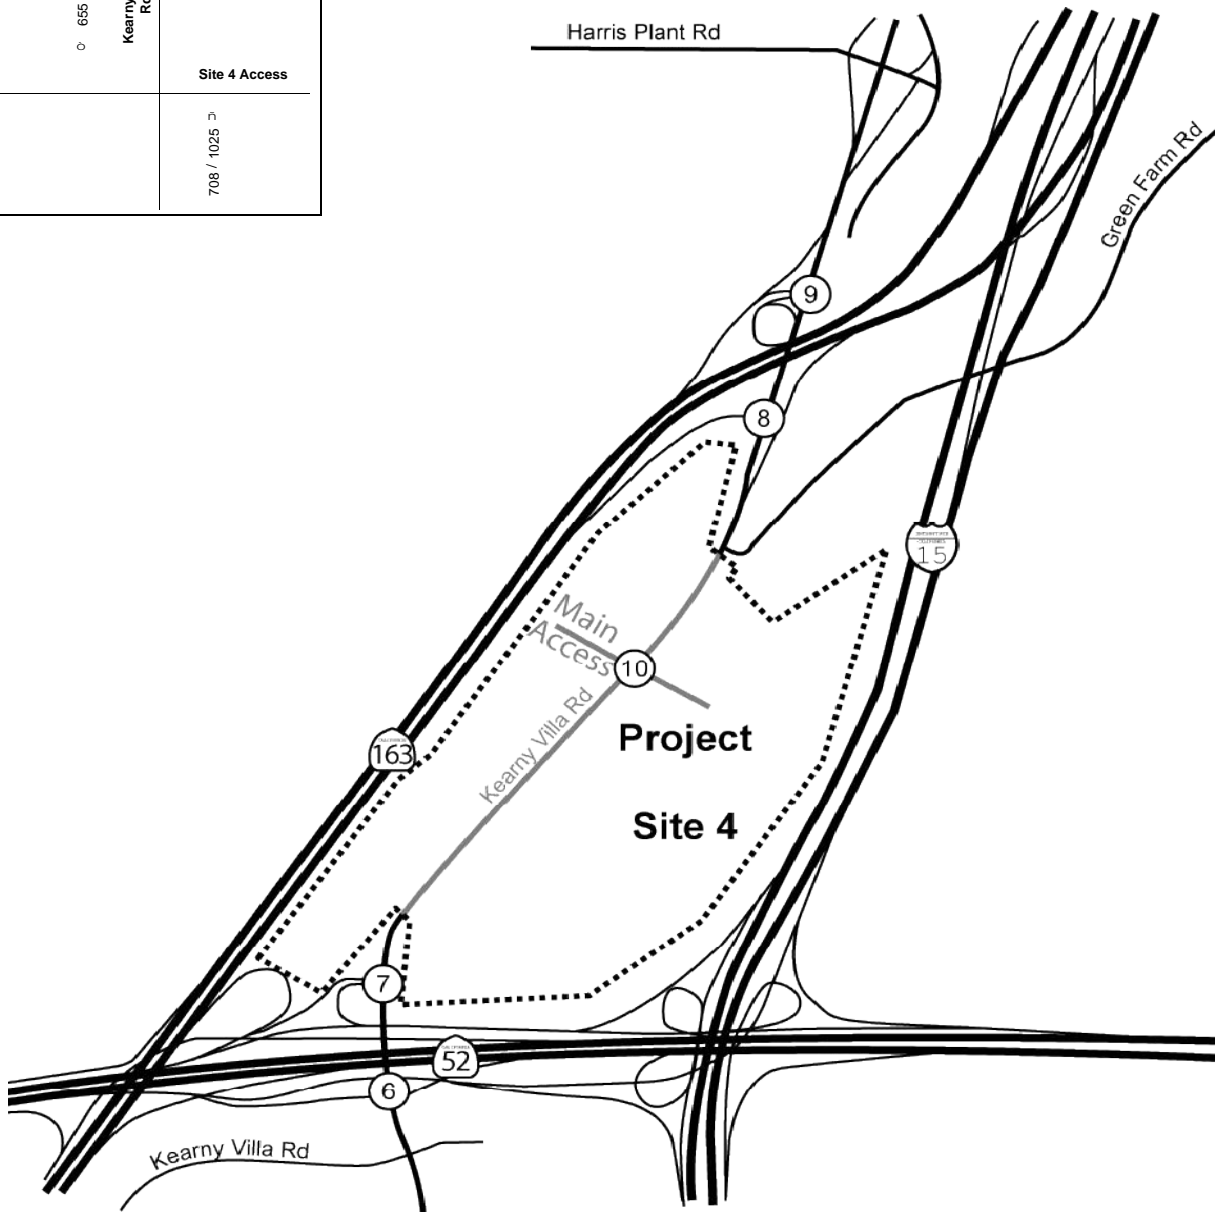 655
Kearny
Rd
Site 4 Access
708 / 1025
Harris Plant Rd
Green Farm Rd
9
8
15
Main
Access
10
Kearny Villa Rd
Project
Site 4
163
7
52
6
Kearny Villa Rd